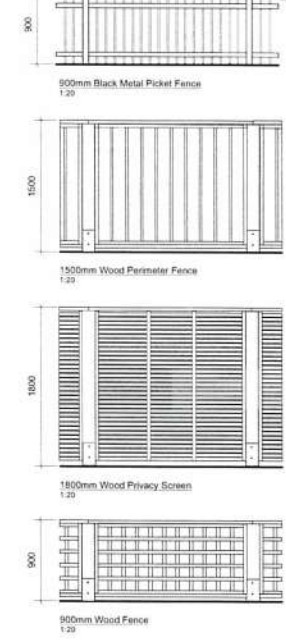 900
900mm Black Metal Picket Fence
1:20
1500
1500mm Wood Perimeter Fence
1:20
1800
1800mm Wood Privacy Screen
1:20
900
900mm Wood Fence
1:20